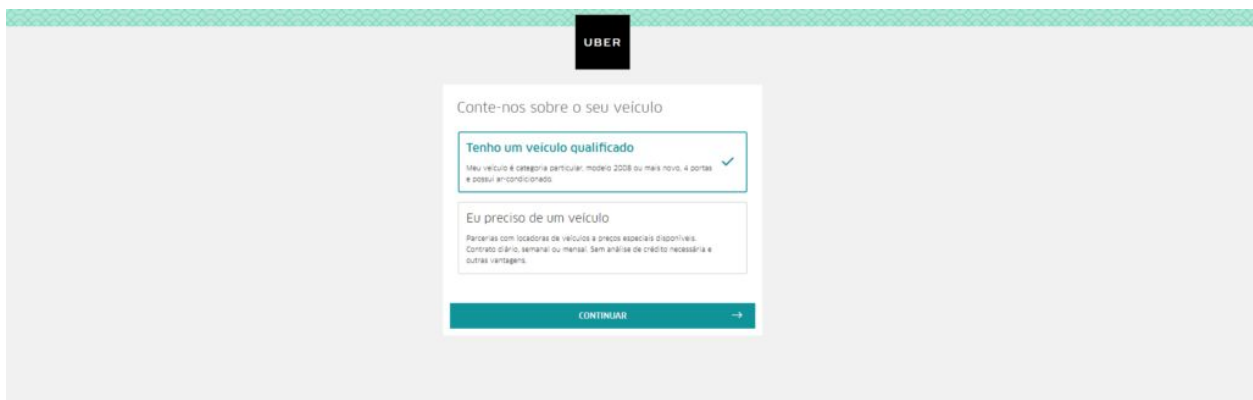 UBER
Conte-nos sobre o seu veículo
Tenho um veículo qualificado
Meu veículo é categoria particular, modelo 2008 ou mais novo, 4 portas
e possui ar-condicionado.
Eu preciso de um veículo
Parcerias com locadoras de veículos a preços especiais disponíveis.
Contrato diário, semanal ou mensal. Sem análise de crédito necessária e
outras vantagens.
CONTINUAR